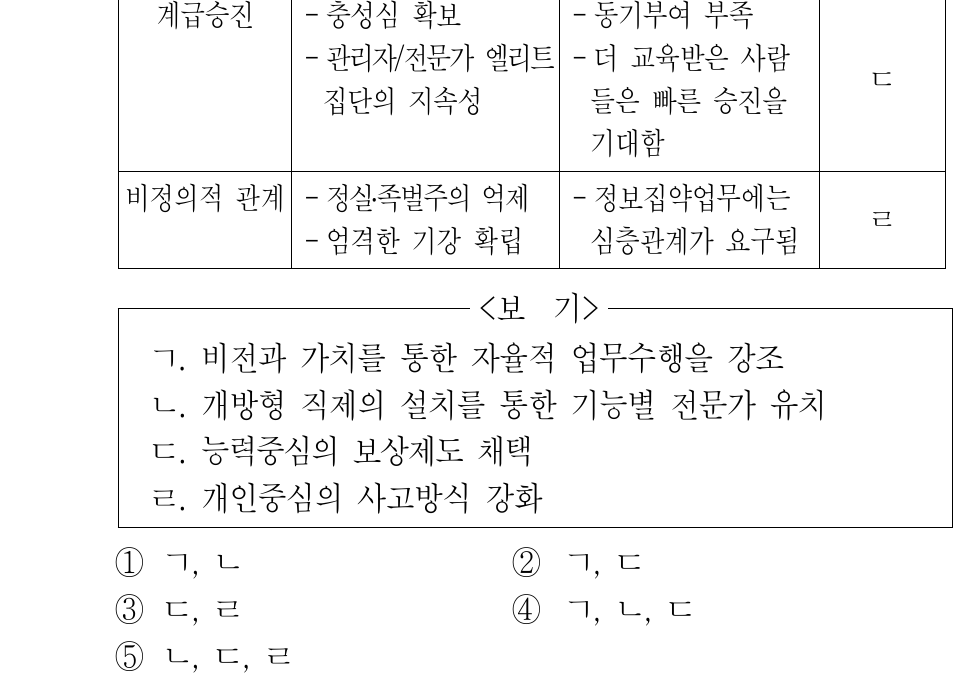 계급승진
- 충성심 확보
- 관리자/전문가 엘리트
집단의 지속성
- 동기부여 부족
- 더 교육받은 사람
들은 빠른 승진을
기대함
ㄷ
비정의적 관계
- 정실·족벌주의 억제
- 엄격한 기강 확립
- 정보집약업무에는
심층관계가 요구됨
ㄹ
<보 기>
ㄱ. 비전과 가치를 통한 자율적 업무수행을 강조
ㄴ. 개방형 직제의 설치를 통한 기능별 전문가 유치
ㄷ. 능력중심의 보상제도 채택
ㄹ. 개인중심의 사고방식 강화
① ㄱ, ㄴ ② ㄱ, ㄷ
③ ㄷ, ㄹ ④ ㄱ, ㄴ, ㄷ
⑤ ㄴ, ㄷ, ㄹ